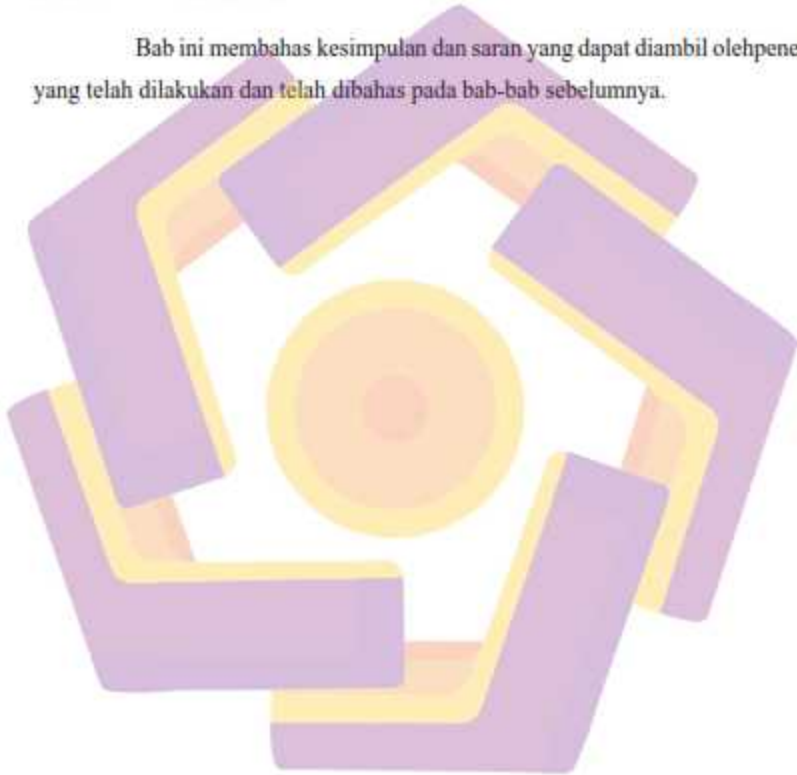 Bab ini membahas kesimpulan dan saran yang dapat diambil olehpene
yang telah dilakukan dan telah dibahas pada bab-bab sebelumnya.